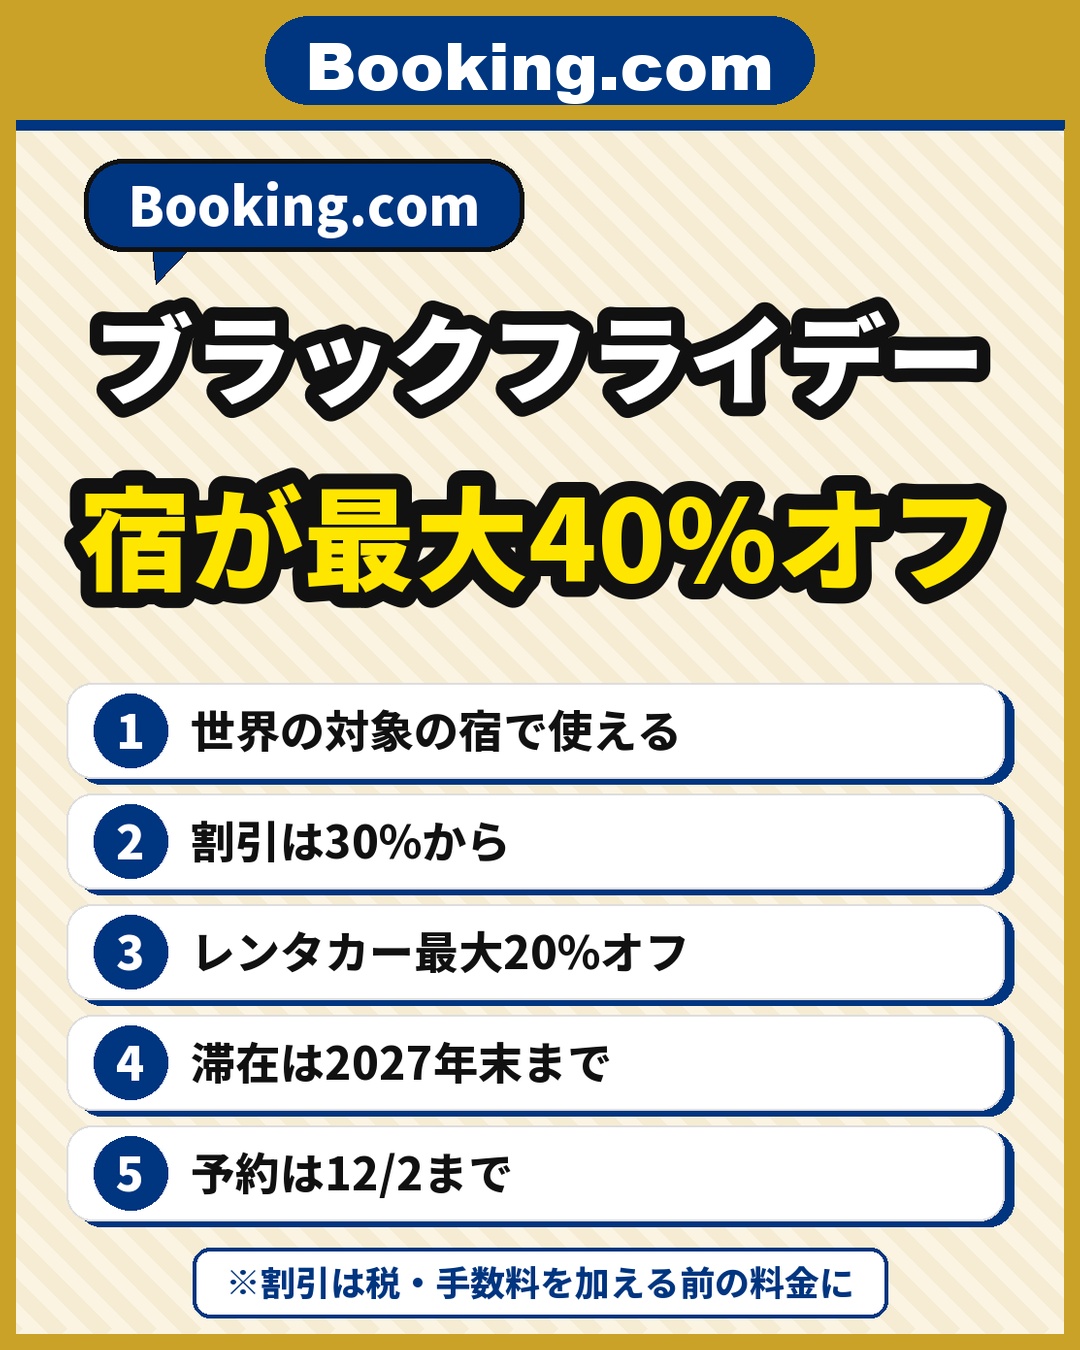 Booking.com
Booking.com
ブラックフライデー
宿が最大40%オフ
1 世界の対象の宿で使える
2 割引は30%から
3 レンタカー最大20%オフ
4 滞在は2027年末まで
5 予約は12/2まで
※割引は税・手数料を加える前の料金に